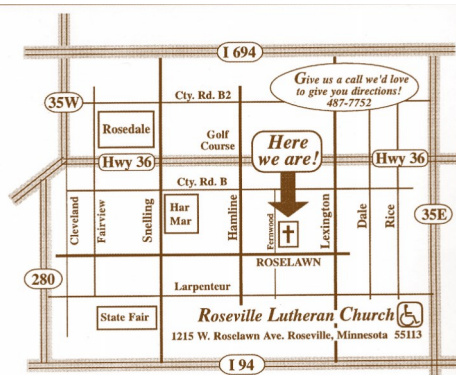 I 694
Give us a call we'd love
to give you directions!
487-7752
35W
Cty. Rd. B2
Rosedale
Golf
Course
Here
we are!
Hwy 36
Hwy 36
Cty. Rd. B
Cleveland
Fairview
Snelling
Har
Mar
Hamline
Fernwood
Lexington
Dale
Rice
35E
ROSELAWN
280
Larpenteur
State Fair
Roseville Lutheran Church
1215 W. Roselawn Ave. Roseville, Minnesota 55113
I 94